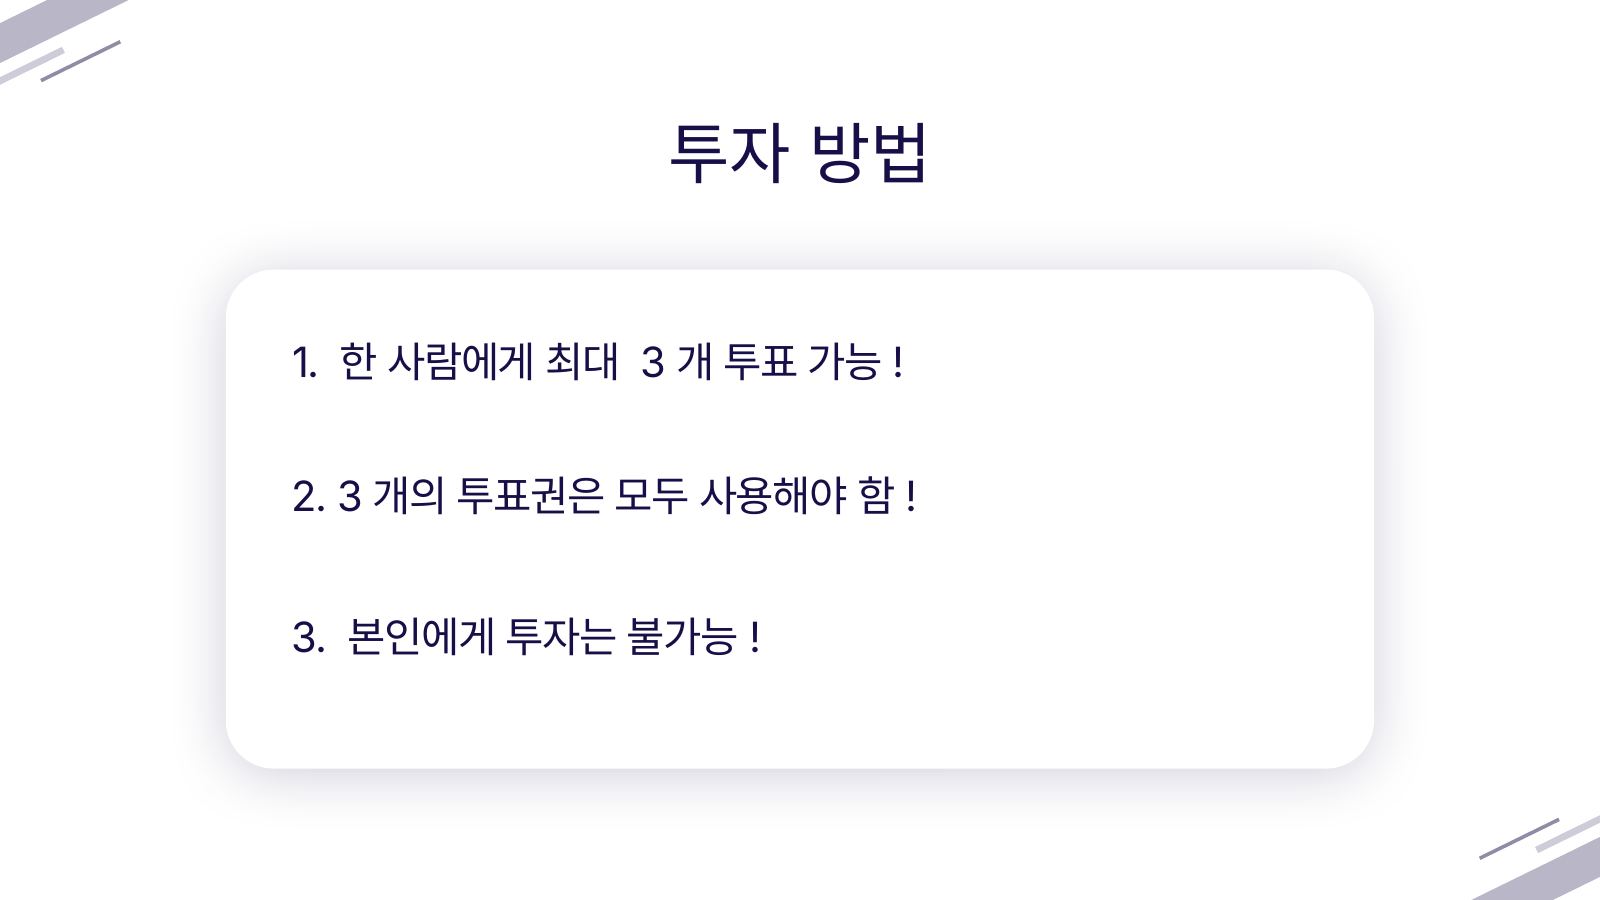 투자 방법
1. 한 사람에게 최대 3 개 투표 가능 !
2. 3 개의 투표권은 모두 사용해야 함 !
3. 본인에게 투자는 불가능 !